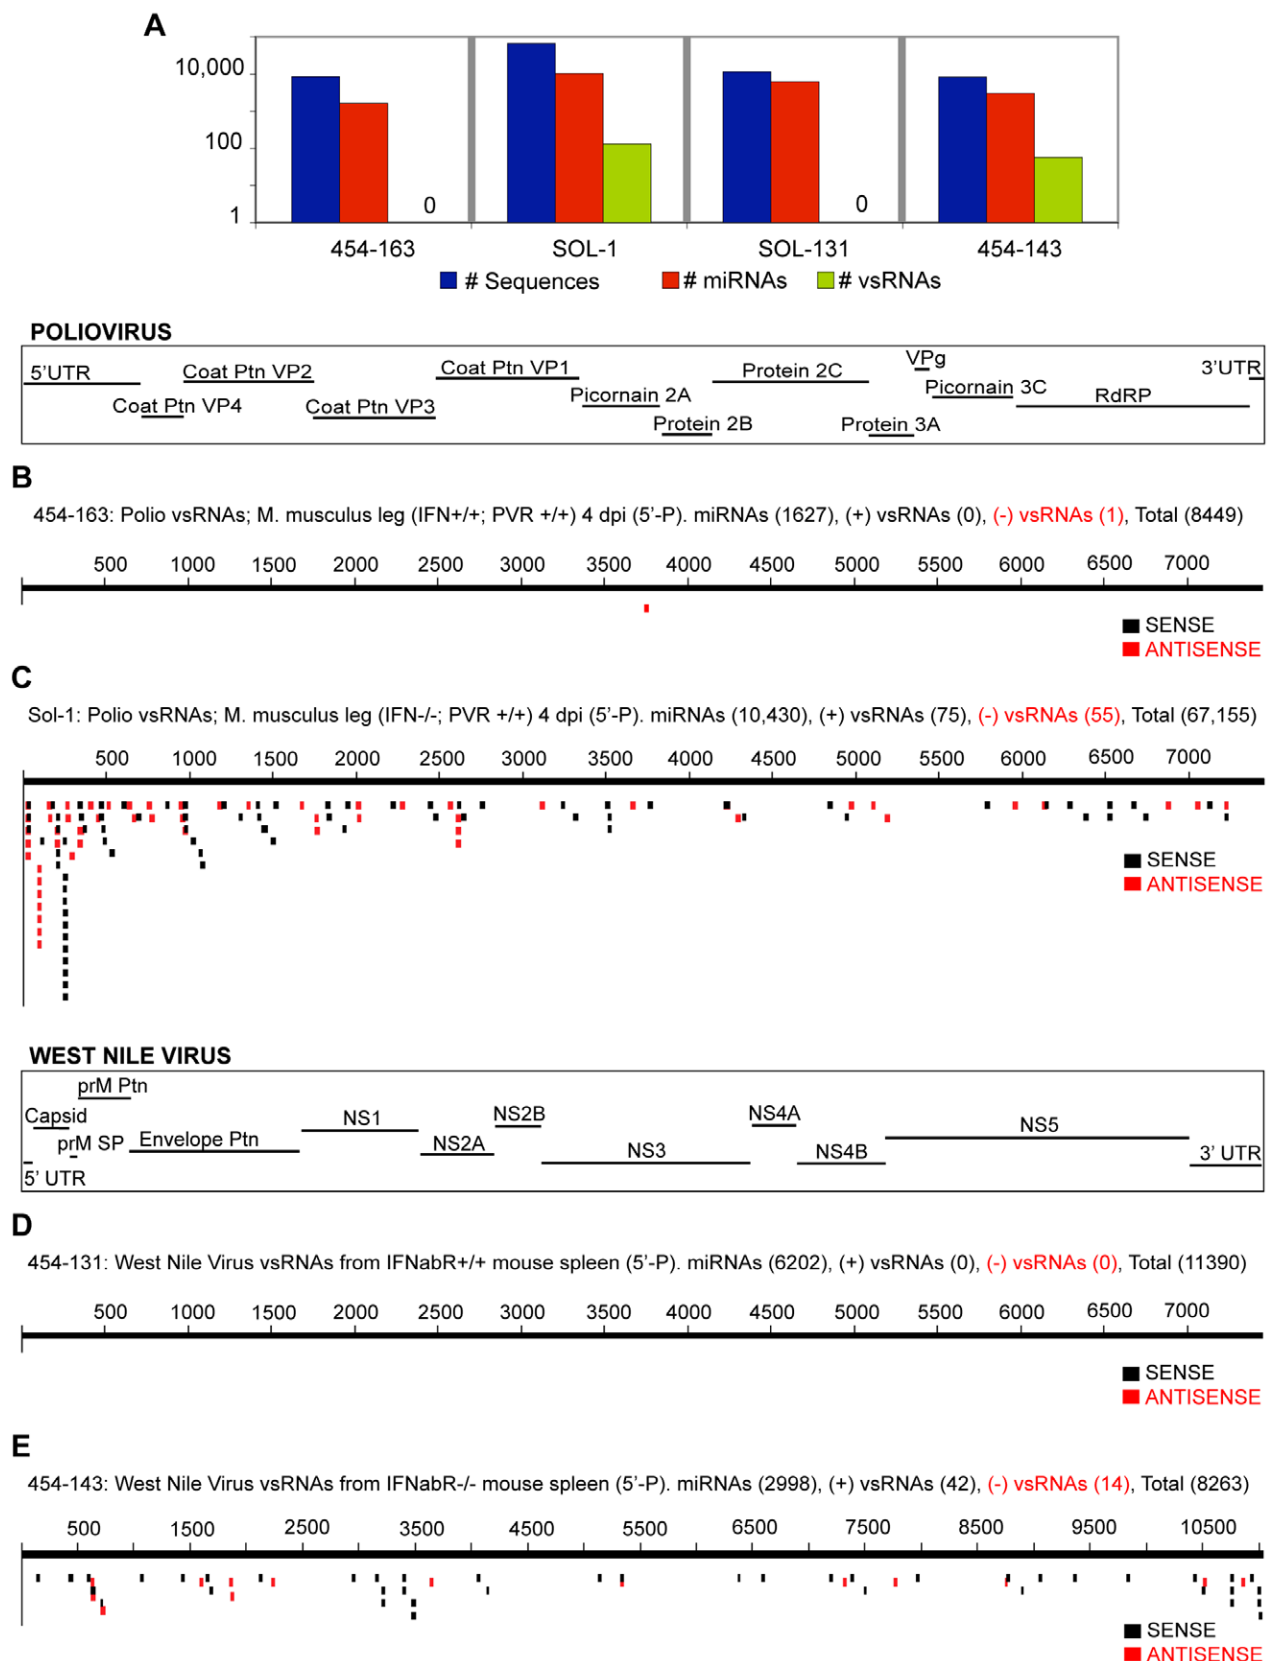 A
10,000
100
1
0
0
454-163 SOL-1 SOL-131 454-143
# Sequences # miRNAs # vsRNAs
POLIOVIRUS
5'UTR Coat Ptn VP2 Coat Ptn VP1 Protein 2C VPg 3'UTR
Coat Ptn VP4 Coat Ptn VP3 Picornain 2A Picornain 3C RdRP
Protein 2B Protein 3A
B
454-163: Polio vsRNAs; M. musculus leg (IFN+/+; PVR +/+) 4 dpi (5'-P). miRNAs (1627), (+) vsRNAs (0), (-) vsRNAs (1), Total (8449)
500 1000 1500 2000 2500 3000 3500 4000 4500 5000 5500 6000 6500 7000
SENSE
ANTISENSE
C
Sol-1: Polio vsRNAs; M. musculus leg (IFN-/-; PVR +/+) 4 dpi (5'-P). miRNAs (10,430), (+) vsRNAs (75), (-) vsRNAs (55), Total (67,155)
500 1000 1500 2000 2500 3000 3500 4000 4500 5000 5500 6000 6500 7000
SENSE
ANTISENSE
WEST NILE VIRUS
prM Ptn
Capsid NS1 NS2B NS4A NS5
prM SP Envelope Ptn NS2A NS3 NS4B 3' UTR
5' UTR
D
454-131: West Nile Virus vsRNAs from IFNabR+/+ mouse spleen (5'-P). miRNAs (6202), (+) vsRNAs (0), (-) vsRNAs (0), Total (11390)
500 1000 1500 2000 2500 3000 3500 4000 4500 5000 5500 6000 6500 7000
SENSE
ANTISENSE
E
454-143: West Nile Virus vsRNAs from IFNabR-/- mouse spleen (5'-P). miRNAs (2998), (+) vsRNAs (42), (-) vsRNAs (14), Total (8263)
500 1500 2500 3500 4500 5500 6500 7500 8500 9500 10500
SENSE
ANTISENSE